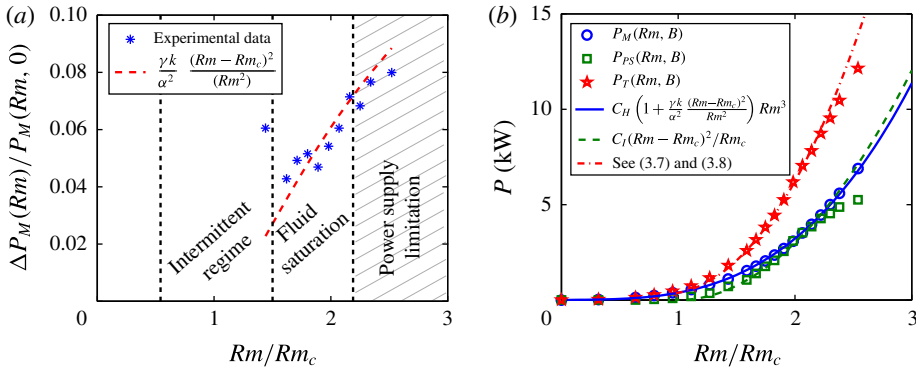 (a)
0.10
0.08
0.06
0.04
0.02
0
1
2
3
ΔP_M(Rm)/P_M(Rm, 0)
Rm/Rm_c
Experimental data
γk/α² (Rm − Rm_c)²/(Rm²)
Intermittent
regime
Fluid
saturation
Power supply
limitation
(b)
15
10
5
0
0
1
2
3
P (kW)
Rm/Rm_c
P_M(Rm, B)
P_PS(Rm, B)
P_T(Rm, B)
C_H (1 + γk/α² (Rm−Rm_c)²/Rm²) Rm³
C_I(Rm − Rm_c)²/Rm_c
See (3.7) and (3.8)